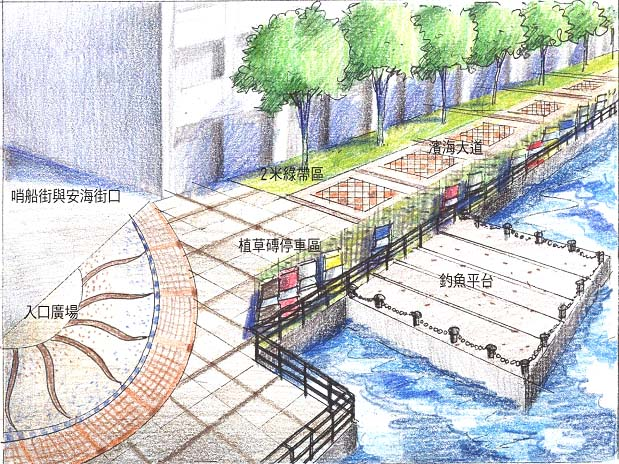 濱海大道
2米綠帶區
哨船街與安海街口
植草磚停車區
釣魚平台
入口廣場